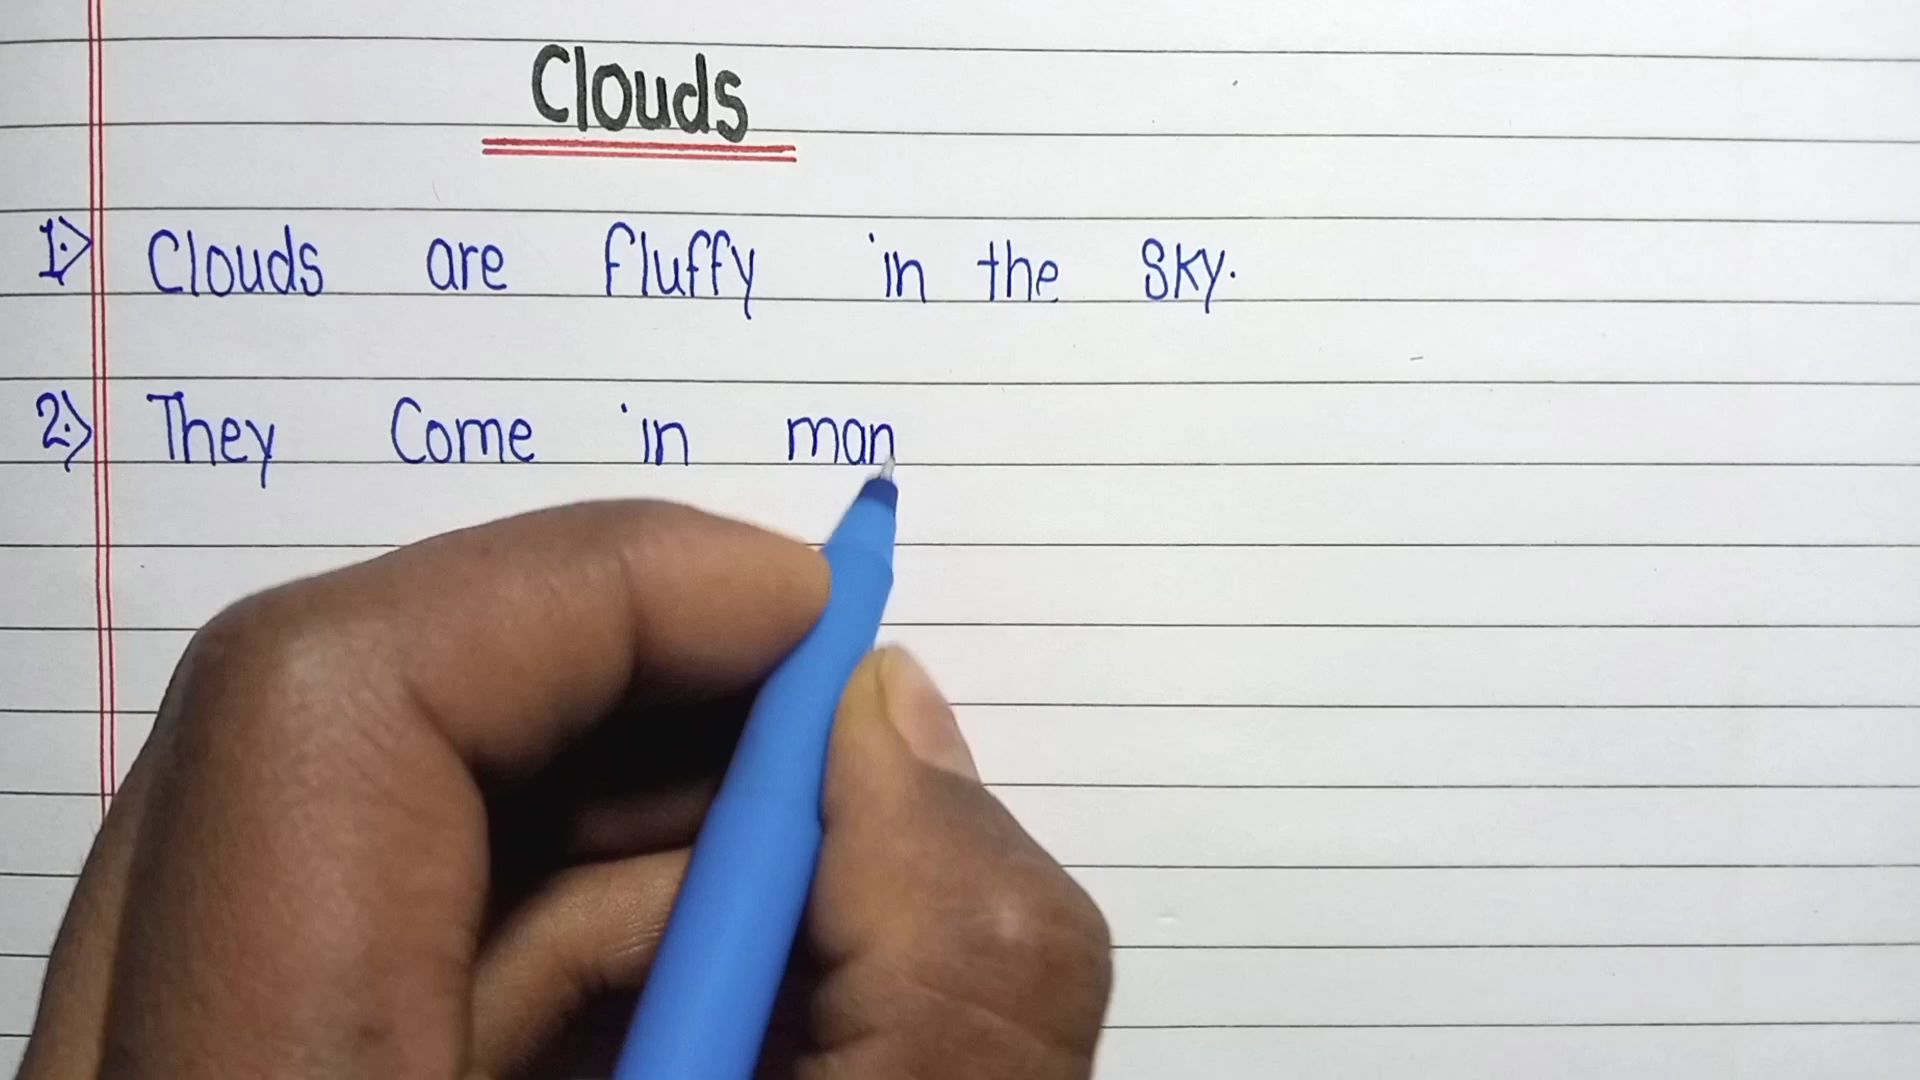 Clouds
1.) Clouds are fluffy in the sky.
2.) They Come in man